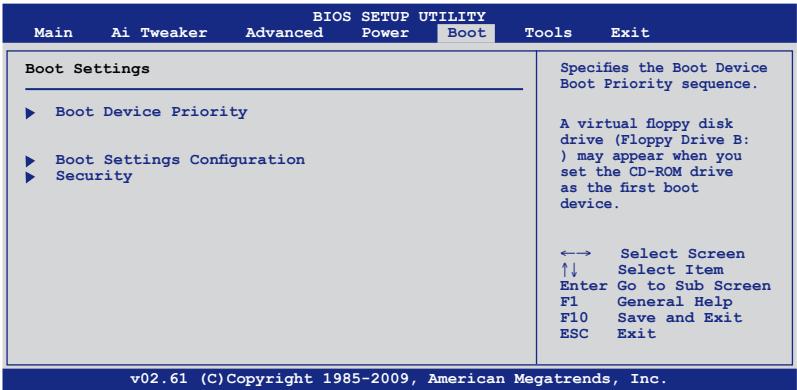 BIOS SETUP UTILITY
Main Ai Tweaker Advanced Power Boot Tools Exit
Boot Settings
Boot Device Priority
Boot Settings Configuration
Security
Specifies the Boot Device
Boot Priority sequence.
A virtual floppy disk
drive (Floppy Drive B:
) may appear when you
set the CD-ROM drive
as the first boot
device.
←→ Select Screen
↑↓ Select Item
Enter Go to Sub Screen
F1 General Help
F10 Save and Exit
ESC Exit
v02.61 (C)Copyright 1985-2009, American Megatrends, Inc.